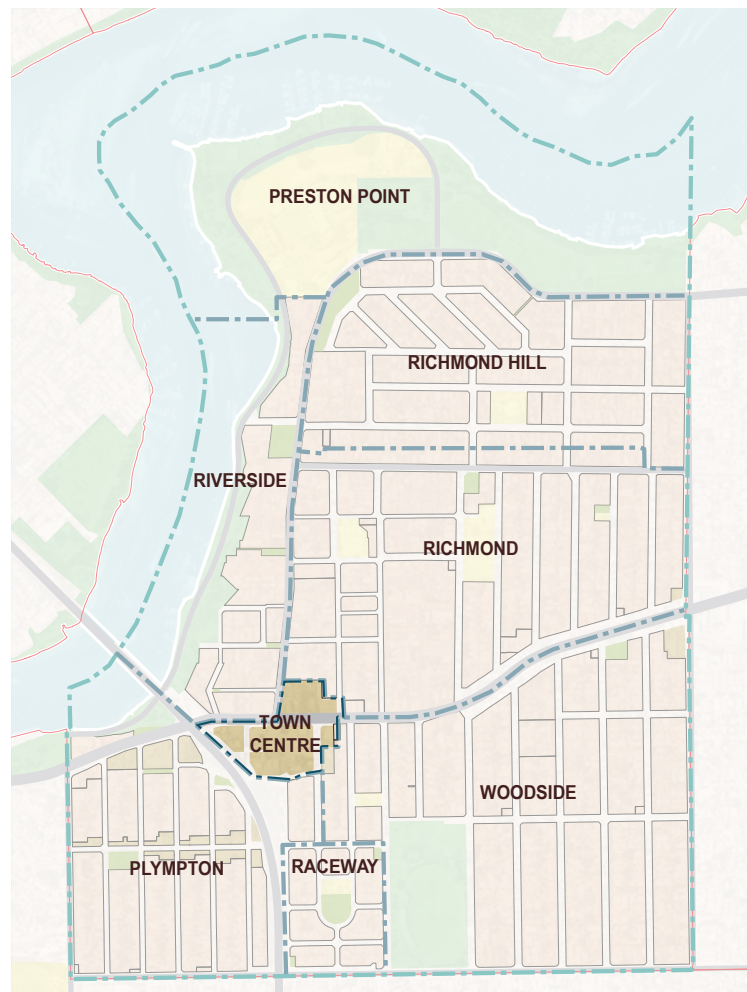 PRESTON POINT
RICHMOND HILL
RIVERSIDE
RICHMOND
TOWN
CENTRE
WOODSIDE
PLYMPTON
RACEWAY